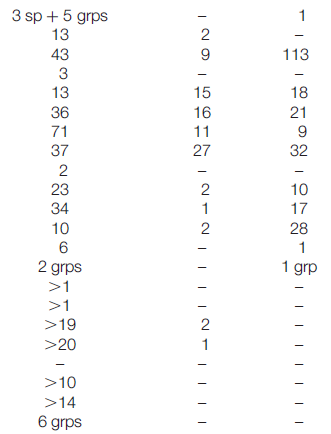 3 sp + 5 grps – 1
13 2 –
43 9 113
3 – –
13 15 18
36 16 21
71 11 9
37 27 32
2 – –
23 2 10
34 1 17
10 2 28
6 – 1
2 grps – 1 grp
>1 – –
>1 – –
>19 2 –
>20 1 –
– – –
>10 – –
>14 – –
6 grps – –